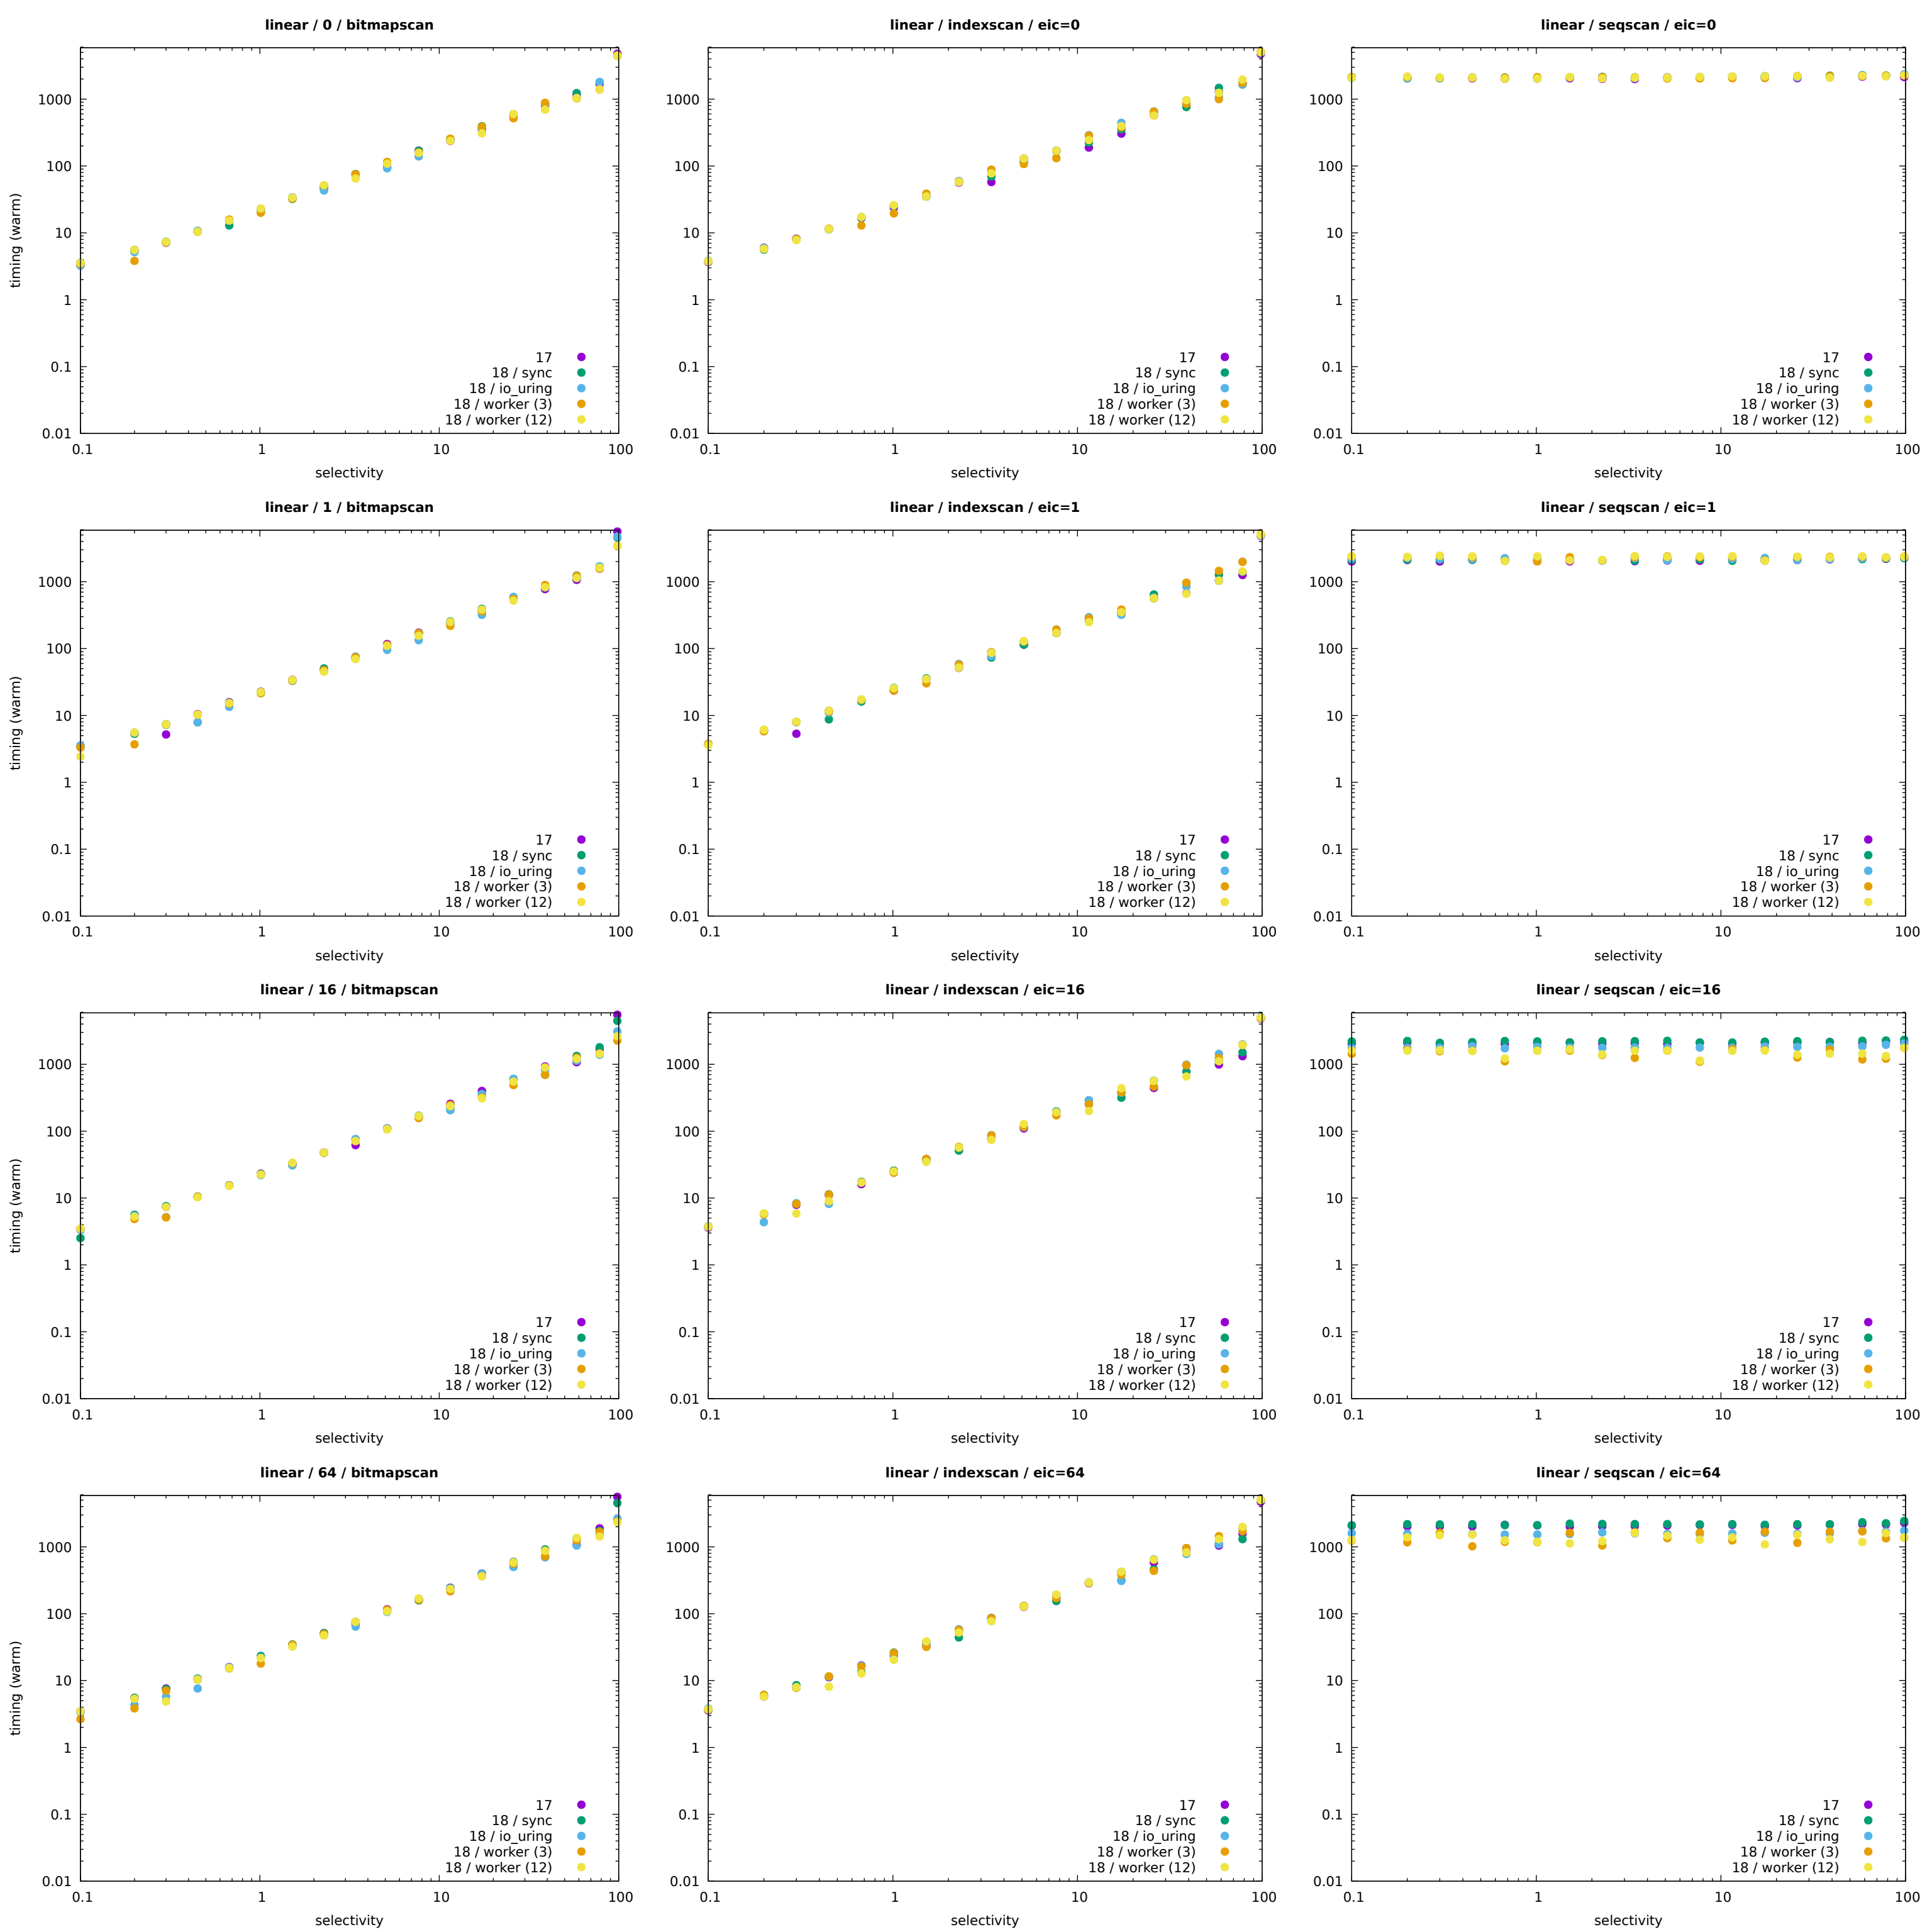 linear / 0 / bitmapscan
timing (warm)
1000
100
10
1
0.1
0.01
17
18 / sync
18 / io_uring
18 / worker (3)
18 / worker (12)
0.1 1 10 100
selectivity
linear / indexscan / eic=0
1000
100
10
1
0.1
0.01
17
18 / sync
18 / io_uring
18 / worker (3)
18 / worker (12)
0.1 1 10 100
selectivity
linear / seqscan / eic=0
1000
100
10
1
0.1
0.01
17
18 / sync
18 / io_uring
18 / worker (3)
18 / worker (12)
0.1 1 10 100
selectivity
linear / 1 / bitmapscan
timing (warm)
1000
100
10
1
0.1
0.01
17
18 / sync
18 / io_uring
18 / worker (3)
18 / worker (12)
0.1 1 10 100
selectivity
linear / indexscan / eic=1
1000
100
10
1
0.1
0.01
17
18 / sync
18 / io_uring
18 / worker (3)
18 / worker (12)
0.1 1 10 100
selectivity
linear / seqscan / eic=1
1000
100
10
1
0.1
0.01
17
18 / sync
18 / io_uring
18 / worker (3)
18 / worker (12)
0.1 1 10 100
selectivity
linear / 16 / bitmapscan
timing (warm)
1000
100
10
1
0.1
0.01
17
18 / sync
18 / io_uring
18 / worker (3)
18 / worker (12)
0.1 1 10 100
selectivity
linear / indexscan / eic=16
1000
100
10
1
0.1
0.01
17
18 / sync
18 / io_uring
18 / worker (3)
18 / worker (12)
0.1 1 10 100
selectivity
linear / seqscan / eic=16
1000
100
10
1
0.1
0.01
17
18 / sync
18 / io_uring
18 / worker (3)
18 / worker (12)
0.1 1 10 100
selectivity
linear / 64 / bitmapscan
timing (warm)
1000
100
10
1
0.1
0.01
17
18 / sync
18 / io_uring
18 / worker (3)
18 / worker (12)
0.1 1 10 100
selectivity
linear / indexscan / eic=64
1000
100
10
1
0.1
0.01
17
18 / sync
18 / io_uring
18 / worker (3)
18 / worker (12)
0.1 1 10 100
selectivity
linear / seqscan / eic=64
1000
100
10
1
0.1
0.01
17
18 / sync
18 / io_uring
18 / worker (3)
18 / worker (12)
0.1 1 10 100
selectivity